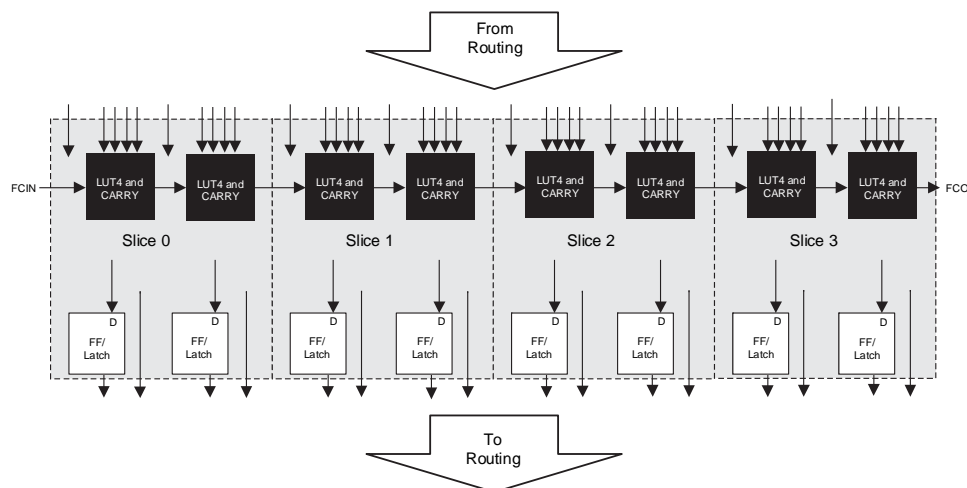 From
Routing
FCIN
LUT4 and
CARRY
LUT4 and
CARRY
LUT4 and
CARRY
LUT4 and
CARRY
LUT4 and
CARRY
LUT4 and
CARRY
LUT4 and
CARRY
LUT4 and
CARRY
FCO
Slice 0
Slice 1
Slice 2
Slice 3
D
FF/
Latch
D
FF/
Latch
D
FF/
Latch
D
FF/
Latch
D
FF/
Latch
D
FF/
Latch
D
FF/
Latch
D
FF/
Latch
To
Routing